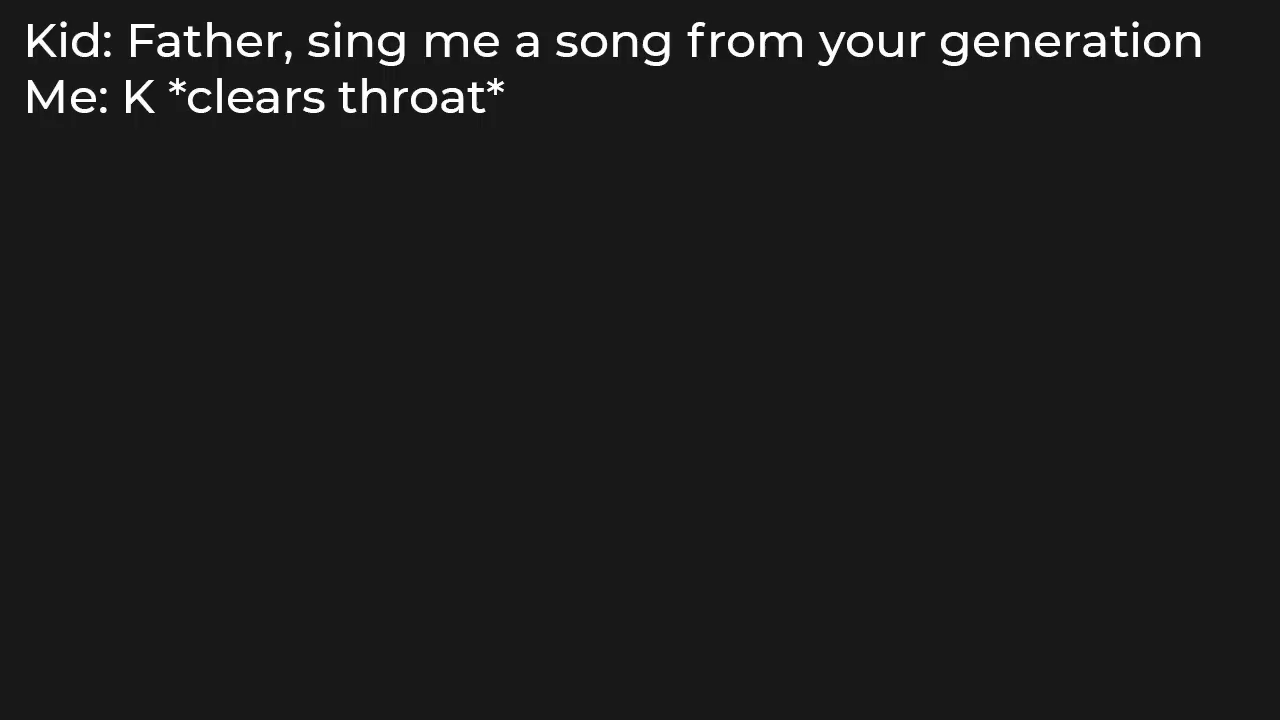 Kid: Father, sing me a song from your generation
Me: K *clears throat*